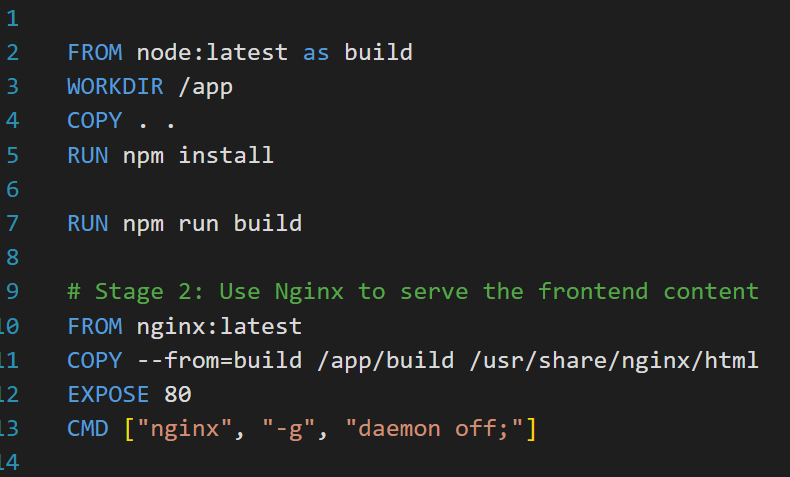 1
2 FROM node:latest as build
3 WORKDIR /app
4 COPY . .
5 RUN npm install
6
7 RUN npm run build
8
9 # Stage 2: Use Nginx to serve the frontend content
10 FROM nginx:latest
11 COPY --from=build /app/build /usr/share/nginx/html
12 EXPOSE 80
13 CMD ["nginx", "-g", "daemon off;"]
14